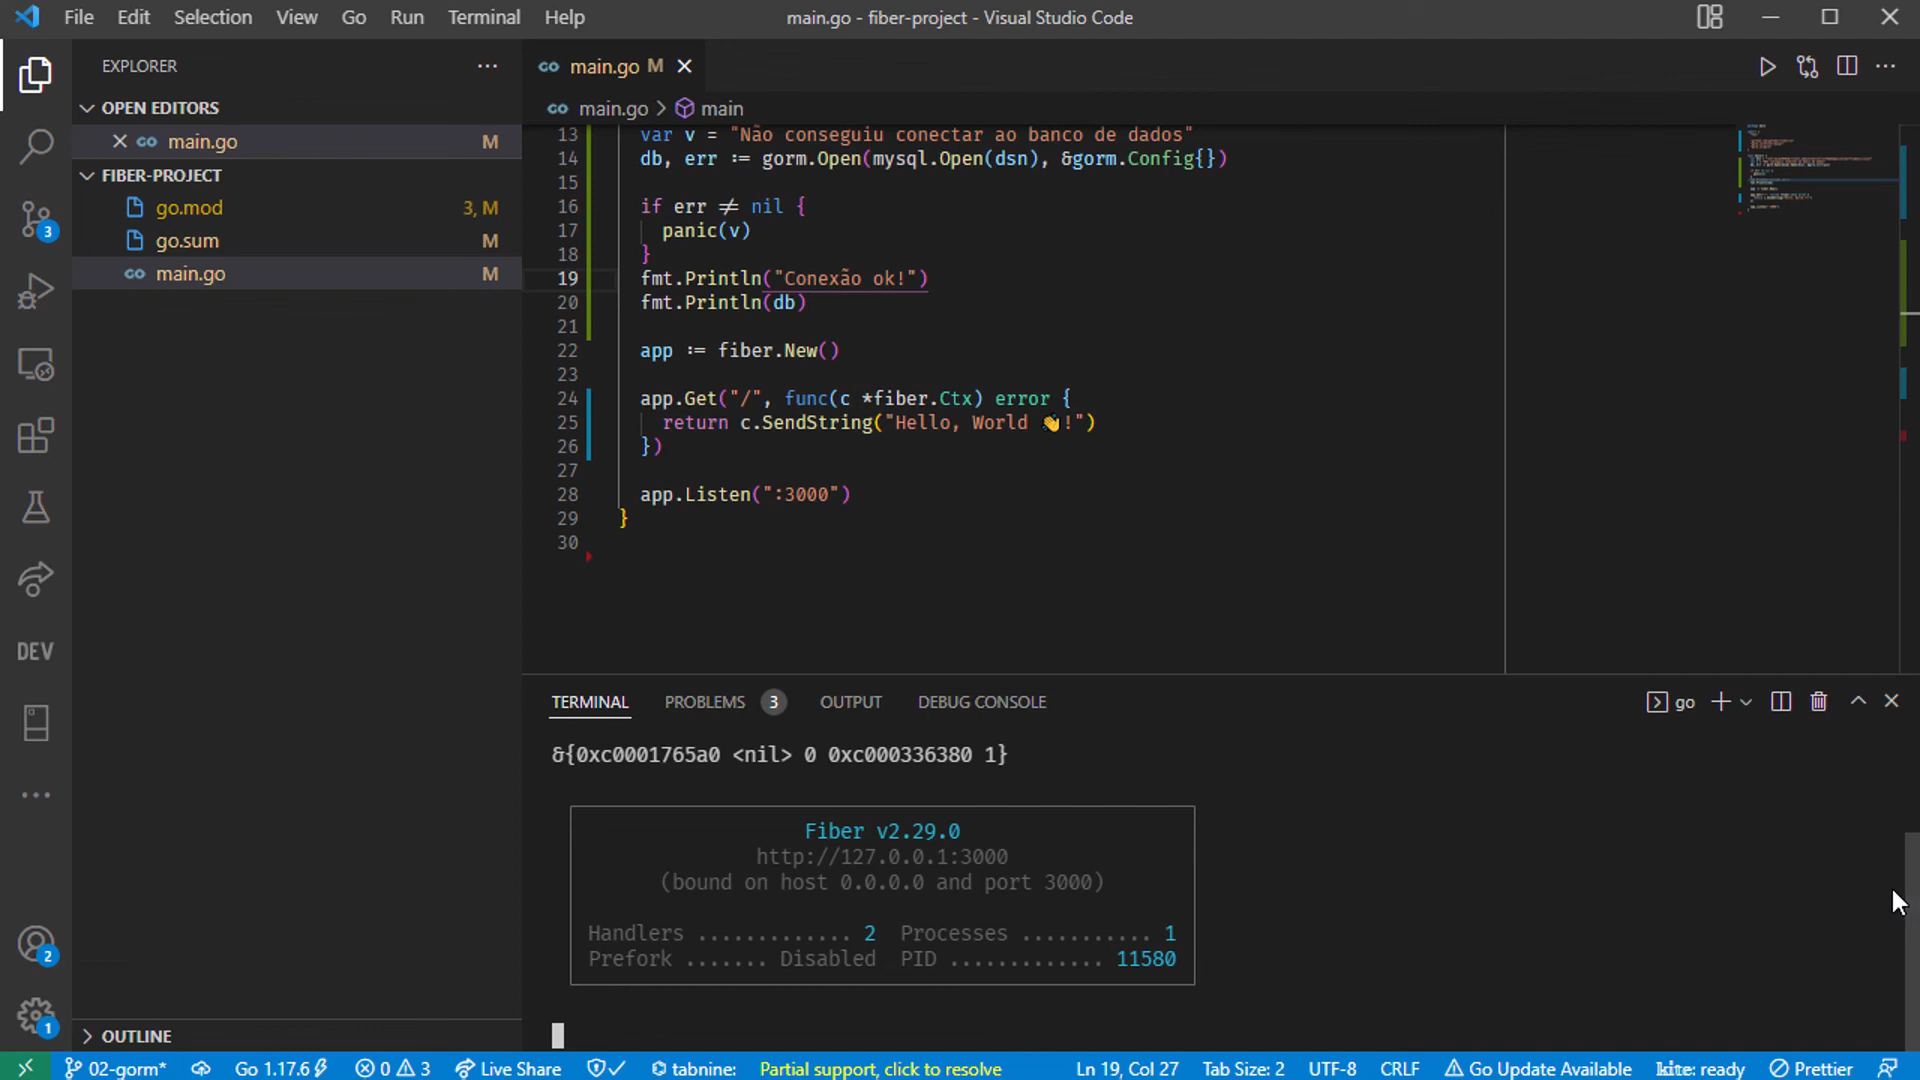 File Edit Selection View Go Run Terminal Help
main.go - fiber-project - Visual Studio Code
EXPLORER
OPEN EDITORS
main.go M
FIBER-PROJECT
go.mod 3, M
go.sum M
main.go M
OUTLINE
3
DEV
2
1
main.go M
main.go > main
13 var v = "Não conseguiu conectar ao banco de dados"
14 db, err := gorm.Open(mysql.Open(dsn), &gorm.Config{})
15
16 if err ≠ nil {
17 panic(v)
18 }
19 fmt.Println("Conexão ok!")
20 fmt.Println(db)
21
22 app := fiber.New()
23
24 app.Get("/", func(c *fiber.Ctx) error {
25 return c.SendString("Hello, World 👋!")
26 })
27
28 app.Listen(":3000")
29 }
30
TERMINAL PROBLEMS 3 OUTPUT DEBUG CONSOLE
go
&{0xc0001765a0 <nil> 0 0xc000336380 1}
Fiber v2.29.0
http://127.0.0.1:3000
(bound on host 0.0.0.0 and port 3000)
Handlers ............. 2 Processes ........... 1
Prefork ....... Disabled PID ............. 11580
02-gorm* Go 1.17.6 0 3 Live Share tabnine: Partial support, click to resolve Ln 19, Col 27 Tab Size: 2 UTF-8 CRLF Go Update Available kite: ready Prettier